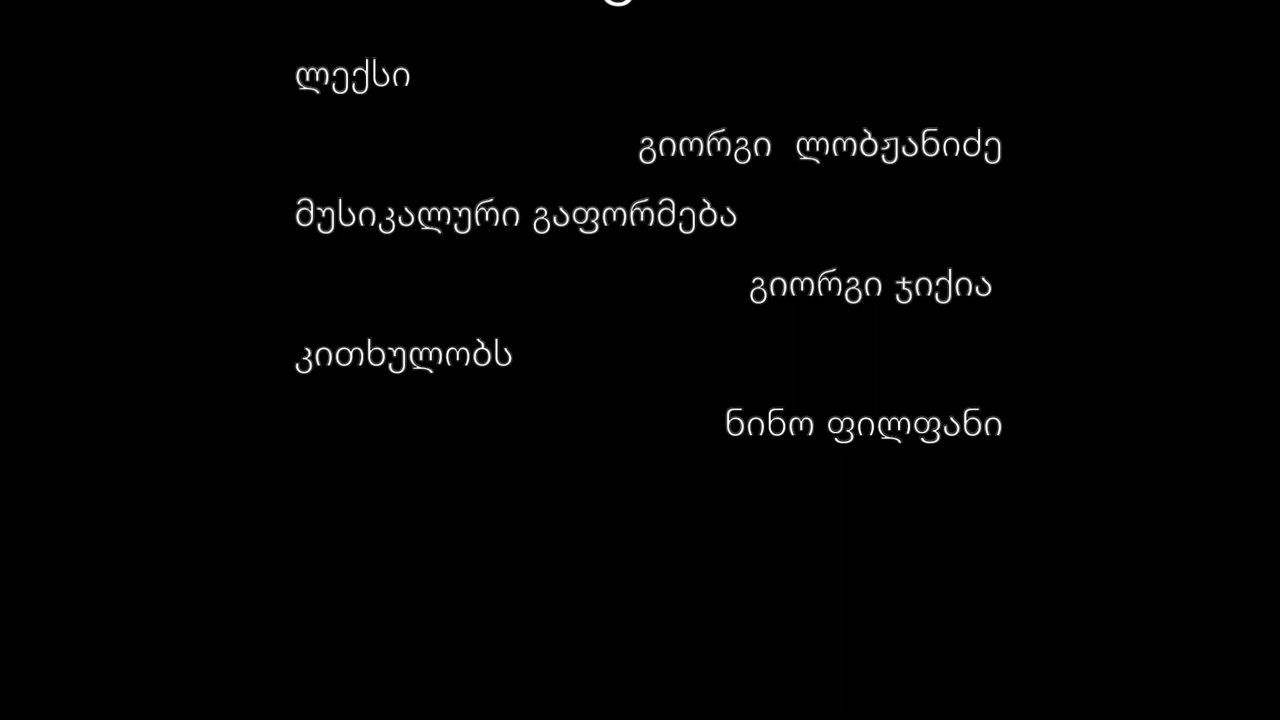 ლექსი
გიორგი ლობჟანიძე
მუსიკალური გაფორმება
გიორგი ჯიქია
კითხულობს
ნინო ფილფანი